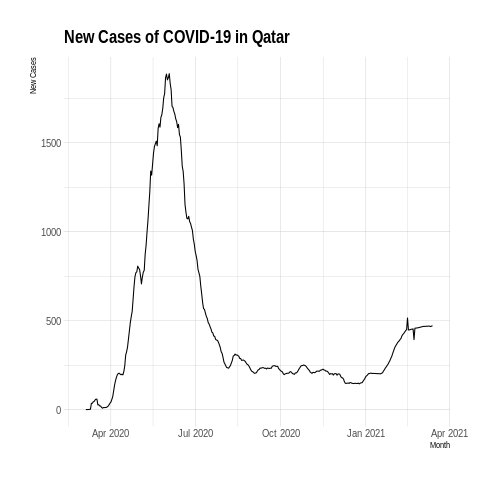 New Cases of COVID-19 in Qatar
New Cases
1500
1000
500
0
Apr 2020 Jul 2020 Oct 2020 Jan 2021 Apr 2021
Month